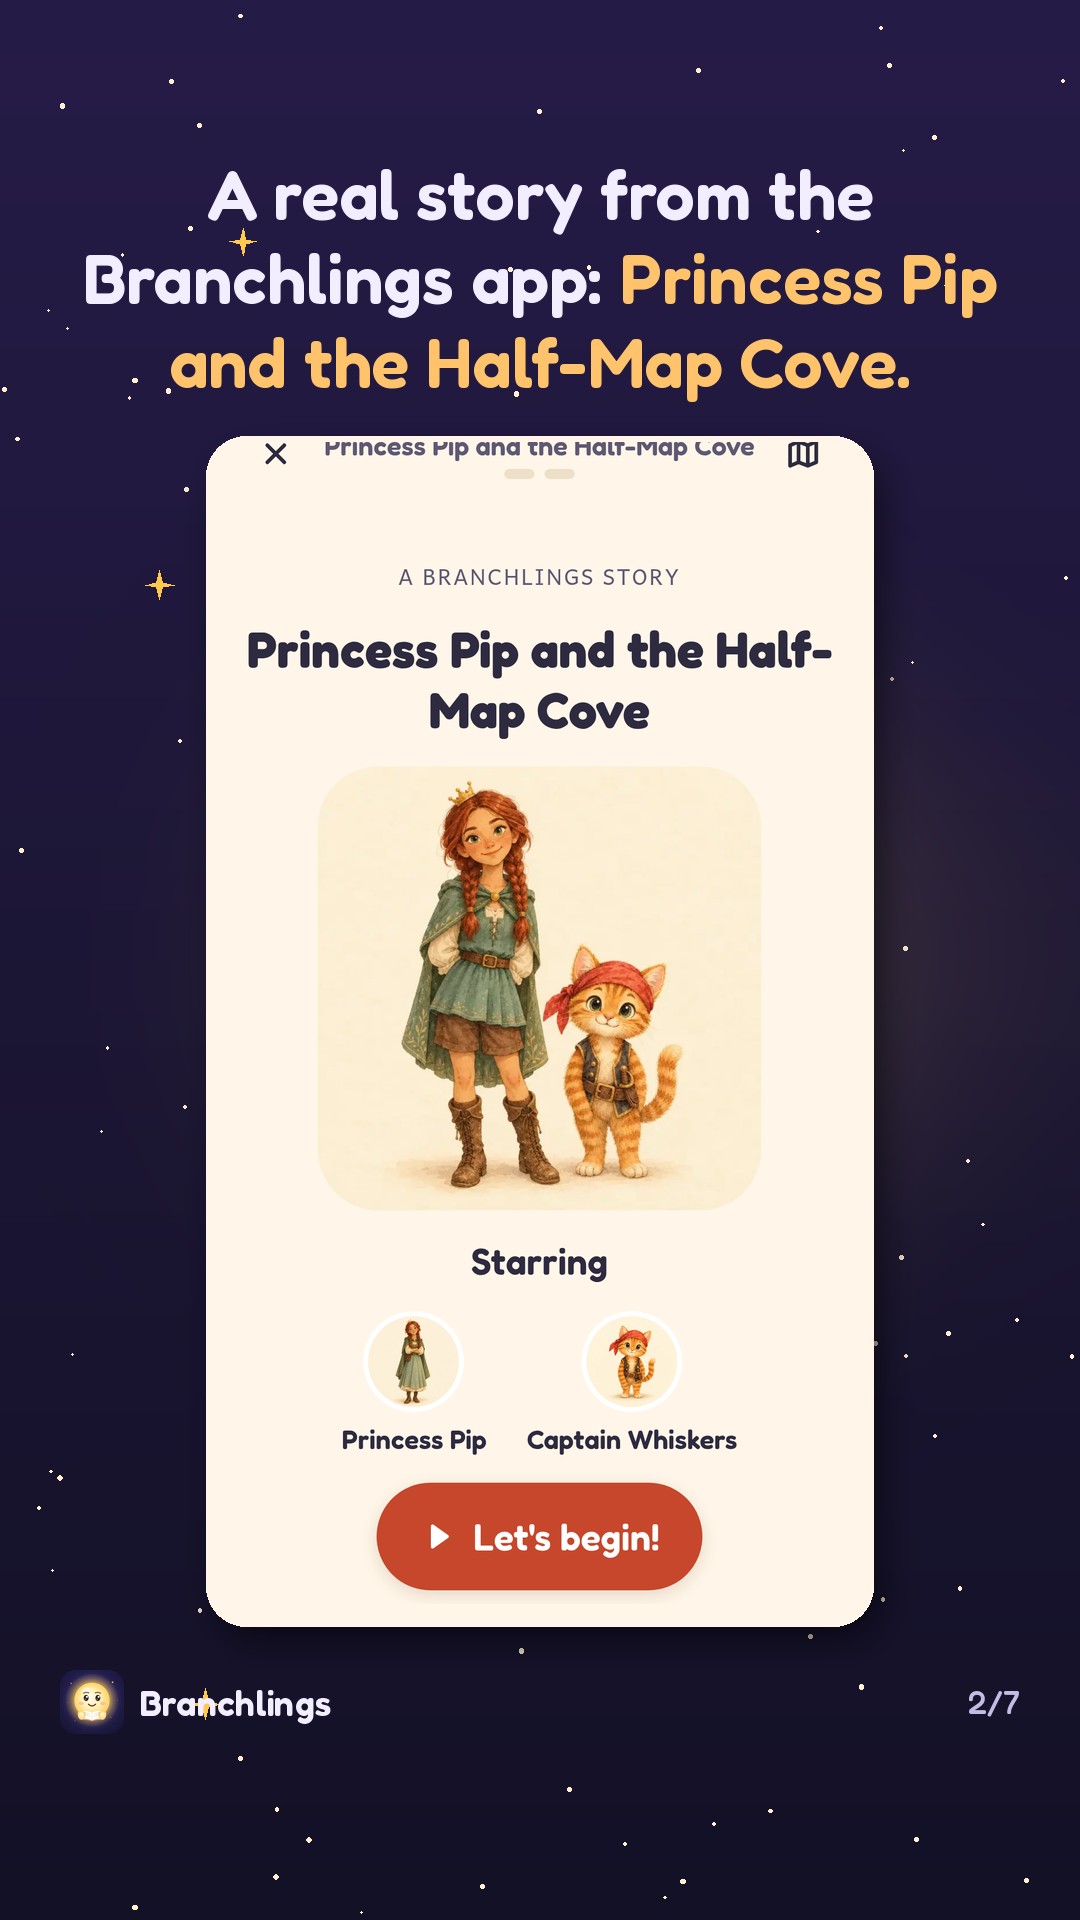 A real story from the
Branchlings app: Princess Pip
and the Half-Map Cove.
Princess Pip and the Half-Map Cove
A BRANCHLINGS STORY
Princess Pip and the Half-
Map Cove
Starring
Princess Pip
Captain Whiskers
Let's begin!
Branchlings
2/7